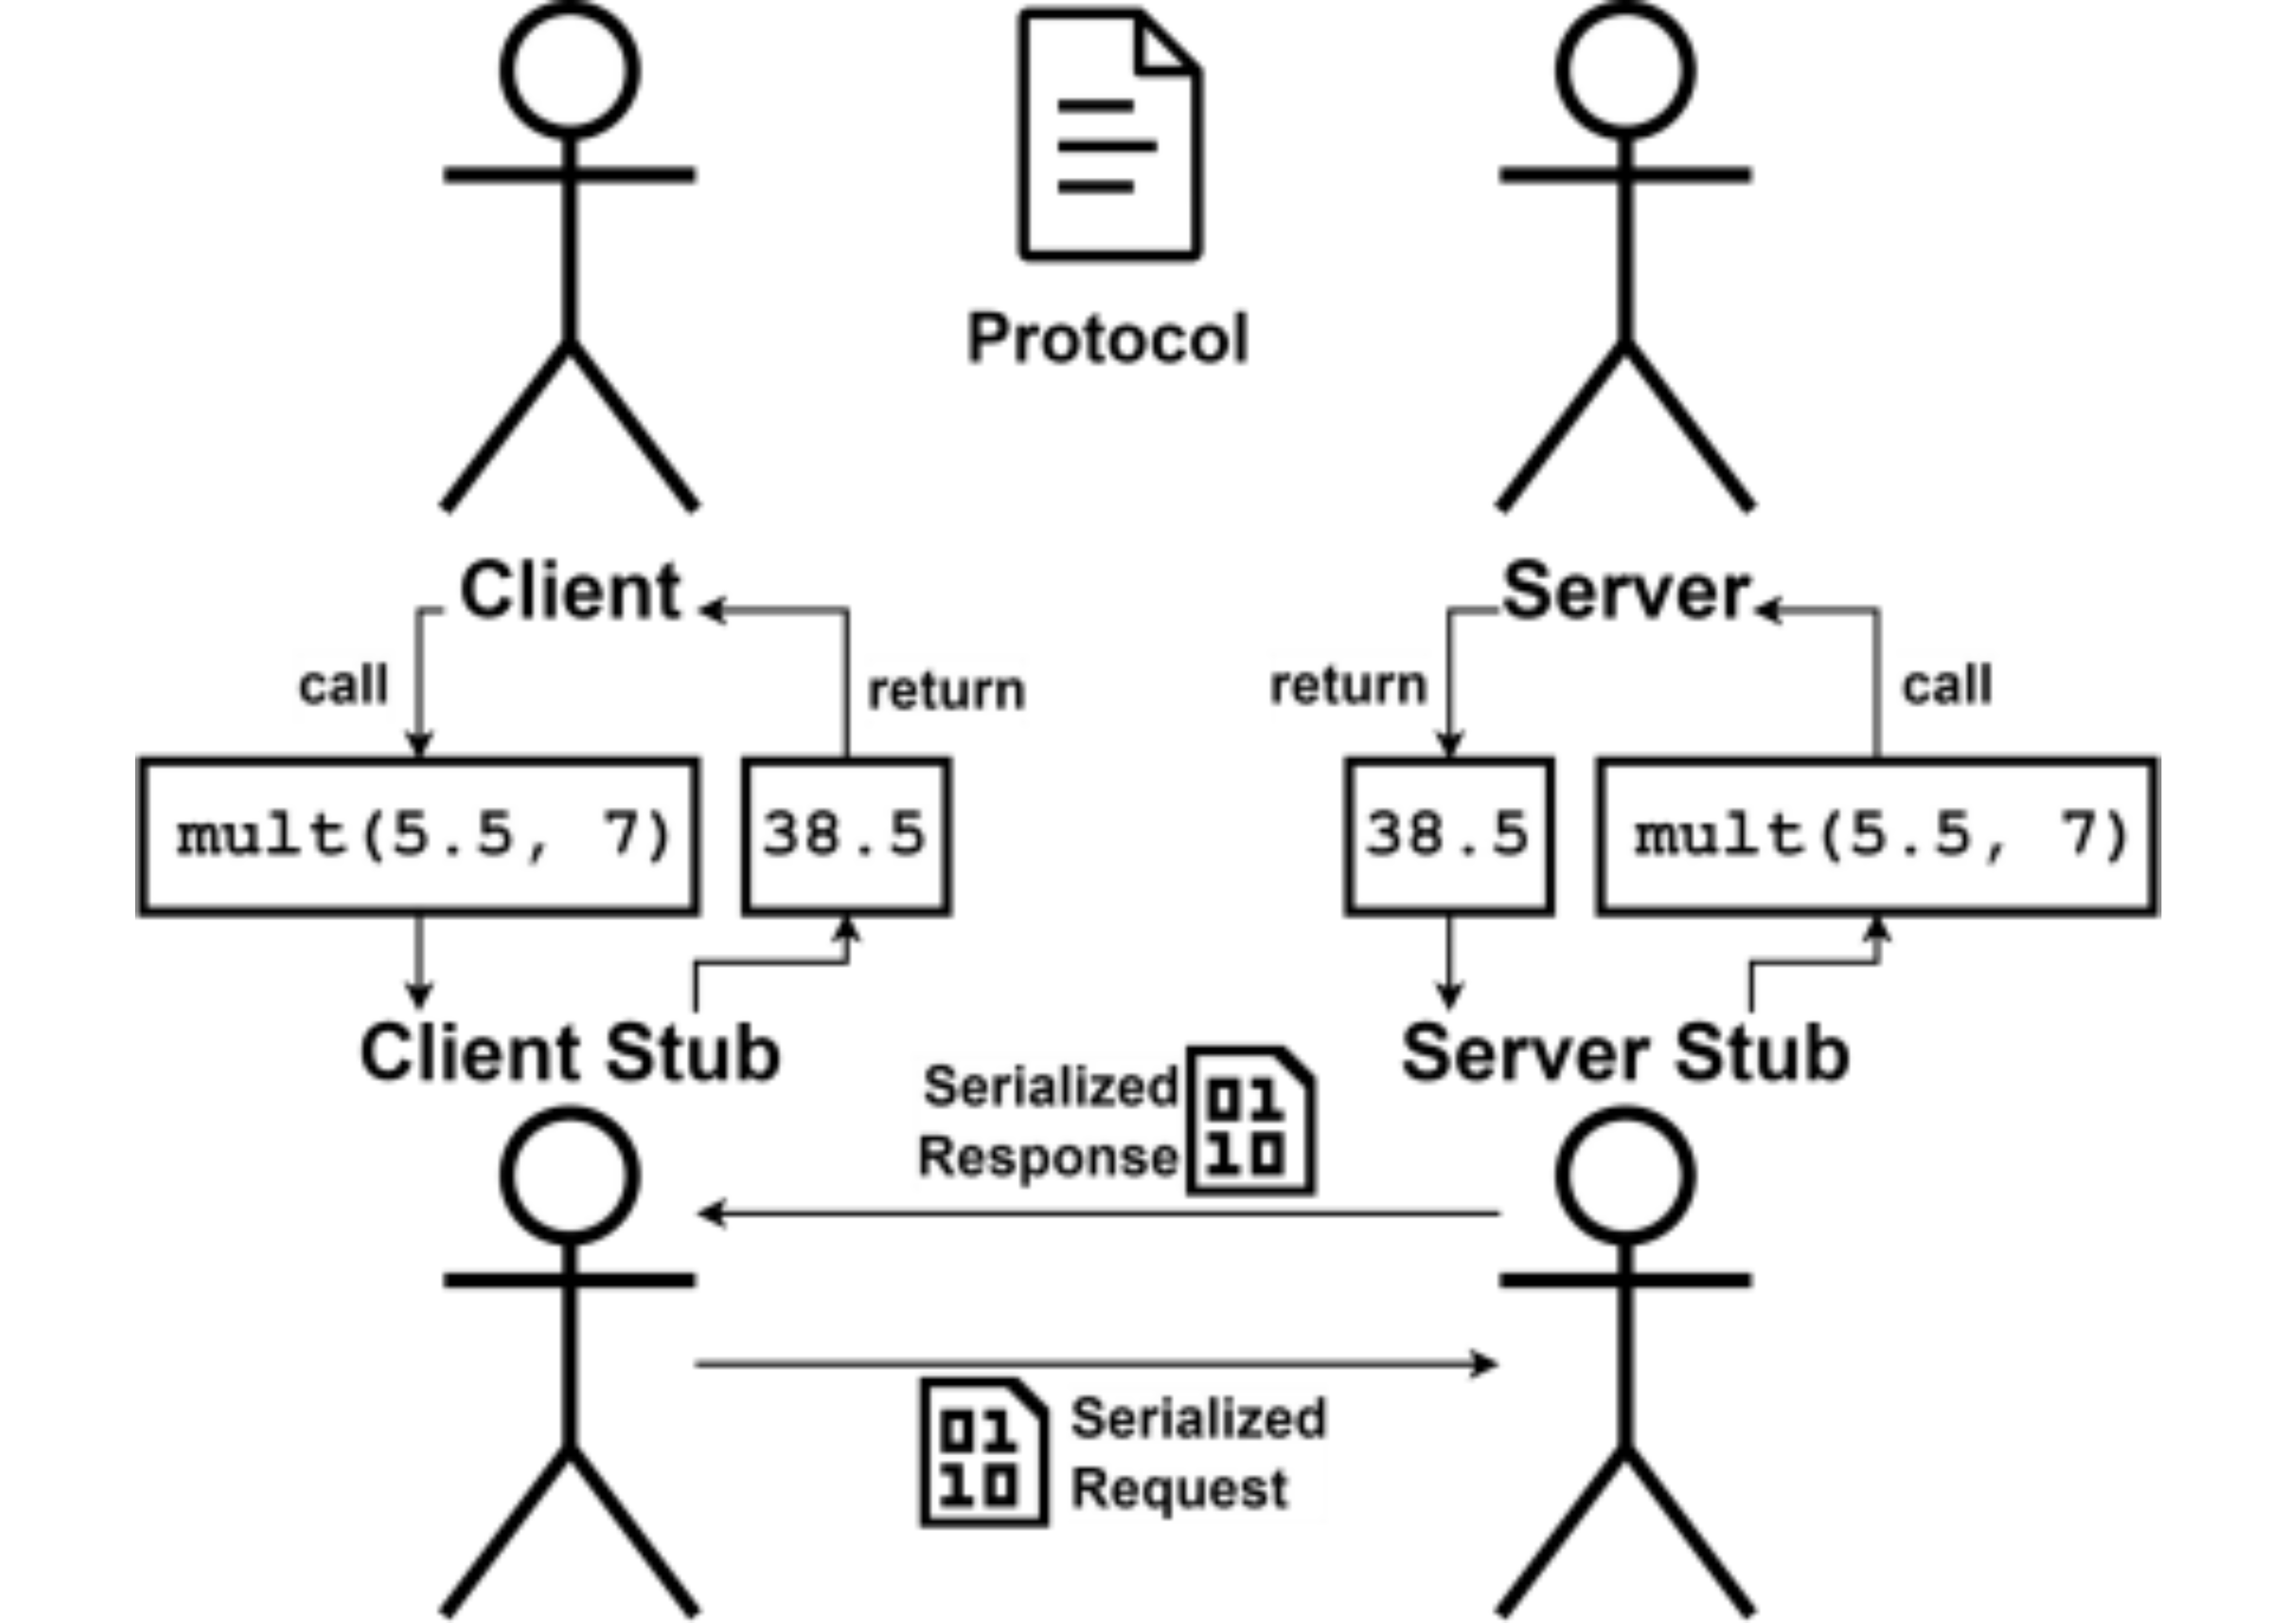 Protocol
Client
Server
call
return
return
call
mult(5.5, 7)
38.5
38.5
mult(5.5, 7)
Client Stub
Server Stub
Serialized
Response
01
10
01
10
Serialized
Request